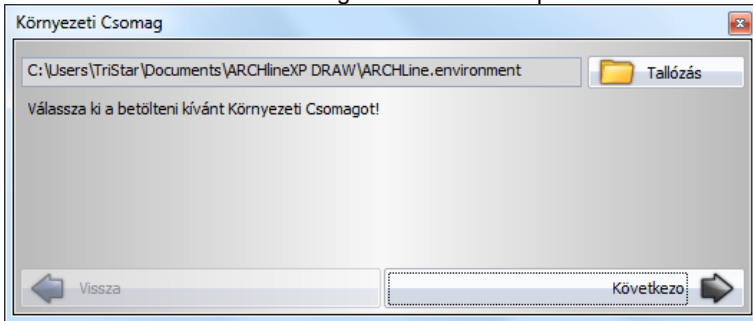 Környezeti Csomag
C:\Users\TriStar\Documents\ARCHlineXP DRAW\ARCHLine.environment
Tallózás
Válassza ki a betölteni kívánt Környezeti Csomagot!
Vissza
Következo